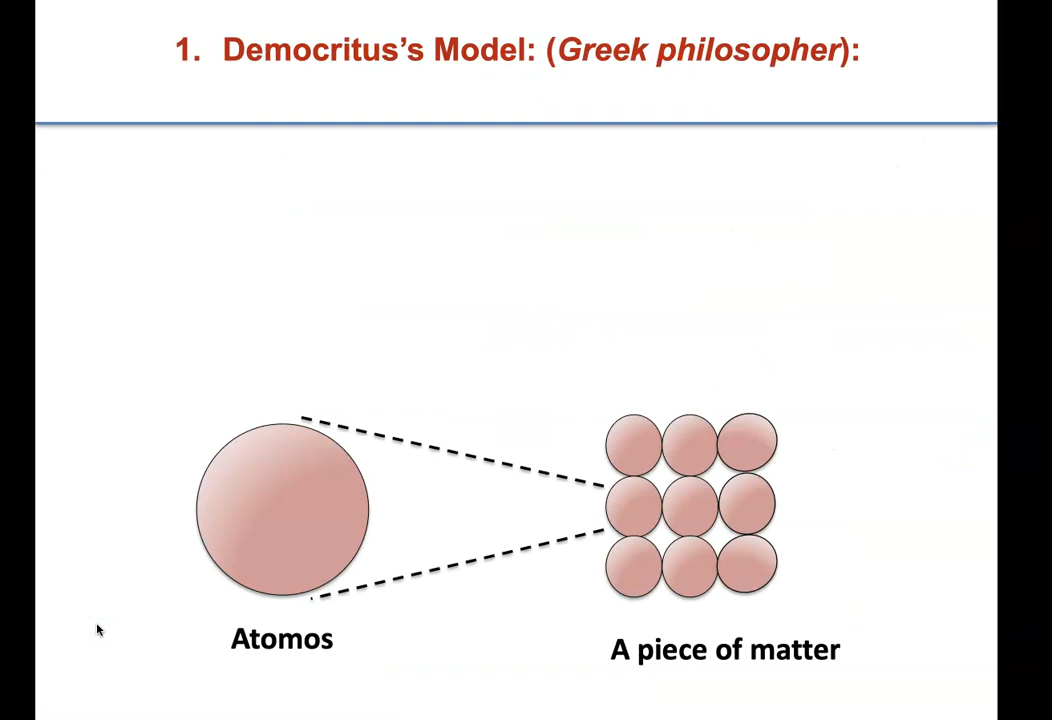 1. Democritus’s Model: (Greek philosopher):
Atomos
A piece of matter